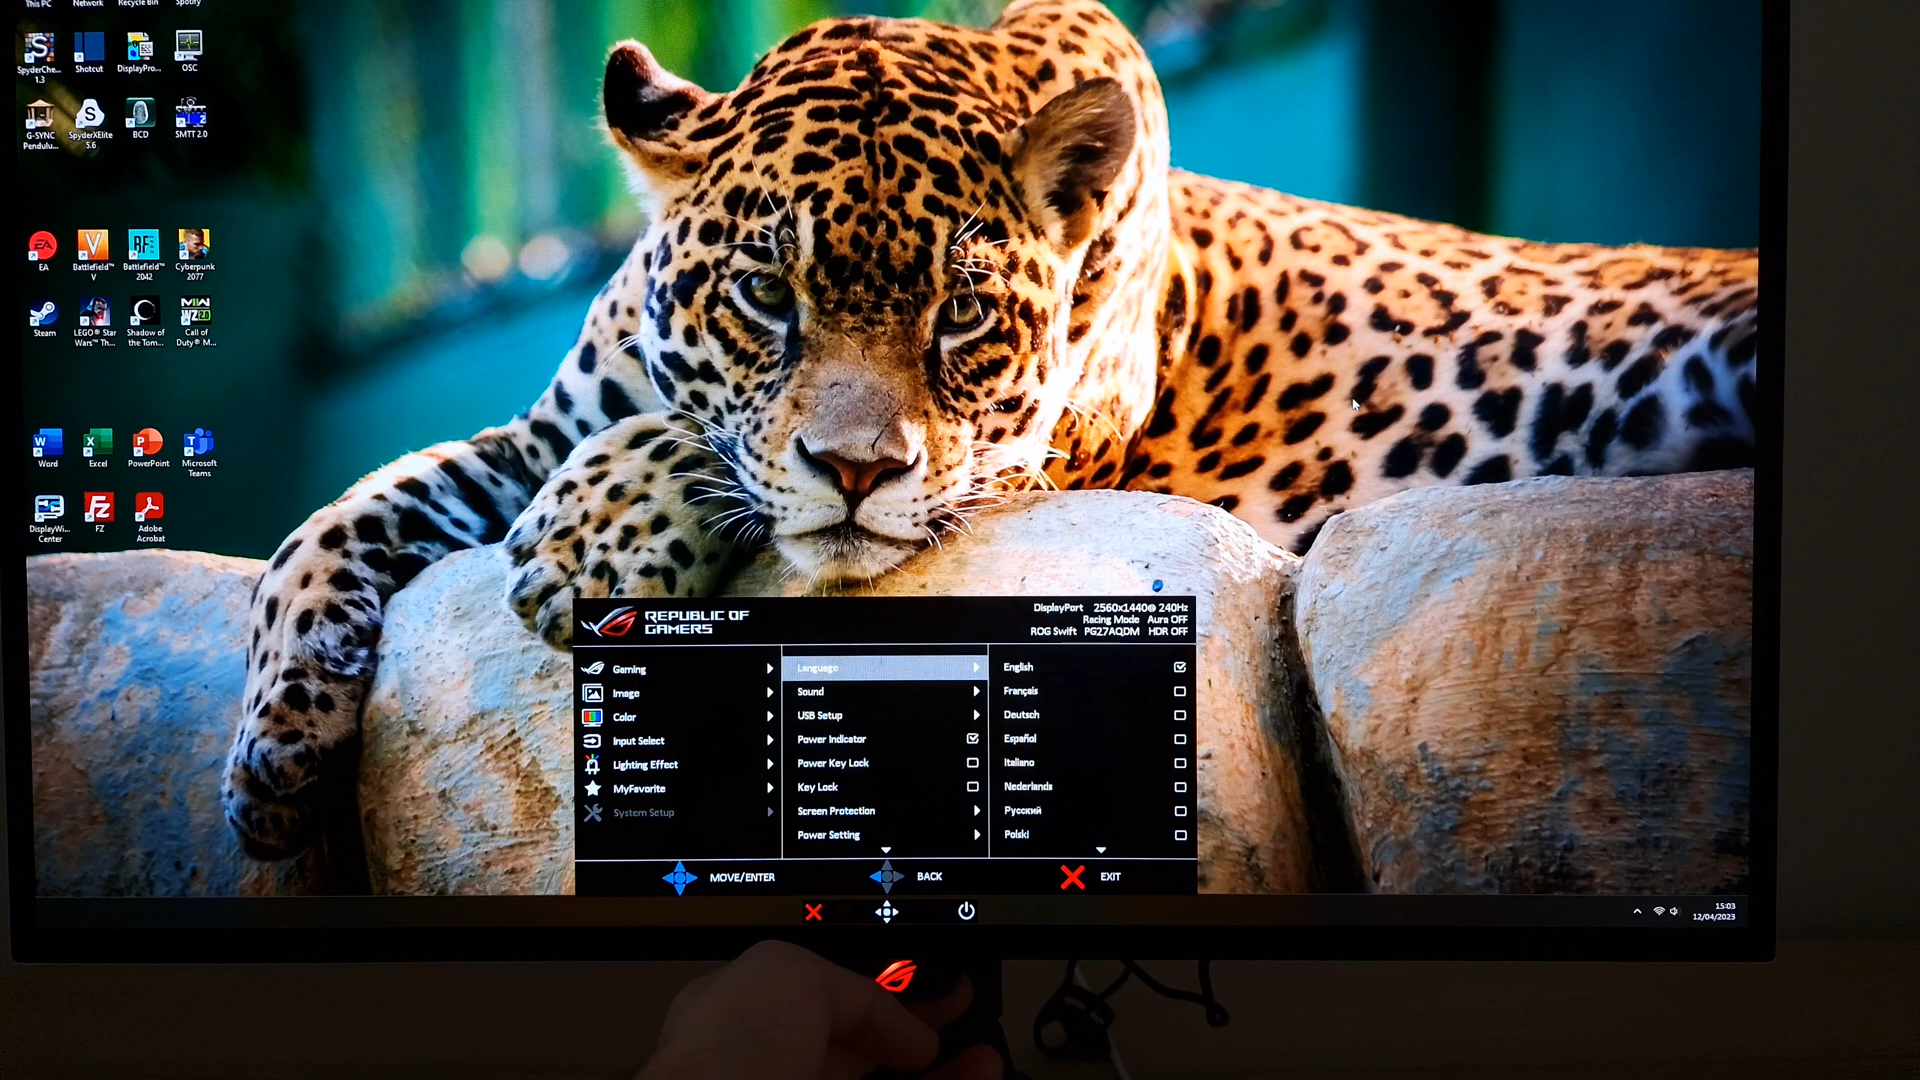 This PC
Network
Recycle Bin
Spotify
SpyderChe...
1.3
Shotcut
DisplayPro...
OSC
G-SYNC
Pendulu...
SpyderXElite
5.6
BCD
SMTT 2.0
EA
Battlefield™
V
Battlefield™
2042
Cyberpunk
2077
Steam
LEGO® Star
Wars™ Th...
Shadow of
the Tom...
Call of
Duty® M...
Word
Excel
PowerPoint
Microsoft
Teams
DisplayWi...
Center
FZ
Adobe
Acrobat
REPUBLIC OF
GAMERS
DisplayPort 2560x1440@ 240Hz
Racing Mode Aura OFF
ROG Swift PG27AQDM HDR OFF
Gaming
Image
Color
Input Select
Lighting Effect
MyFavorite
System Setup
Language
Sound
USB Setup
Power Indicator
Power Key Lock
Key Lock
Screen Protection
Power Setting
English
Français
Deutsch
Español
Italiano
Nederlands
Русский
Polski
MOVE/ENTER
BACK
EXIT
15:03
12/04/2023